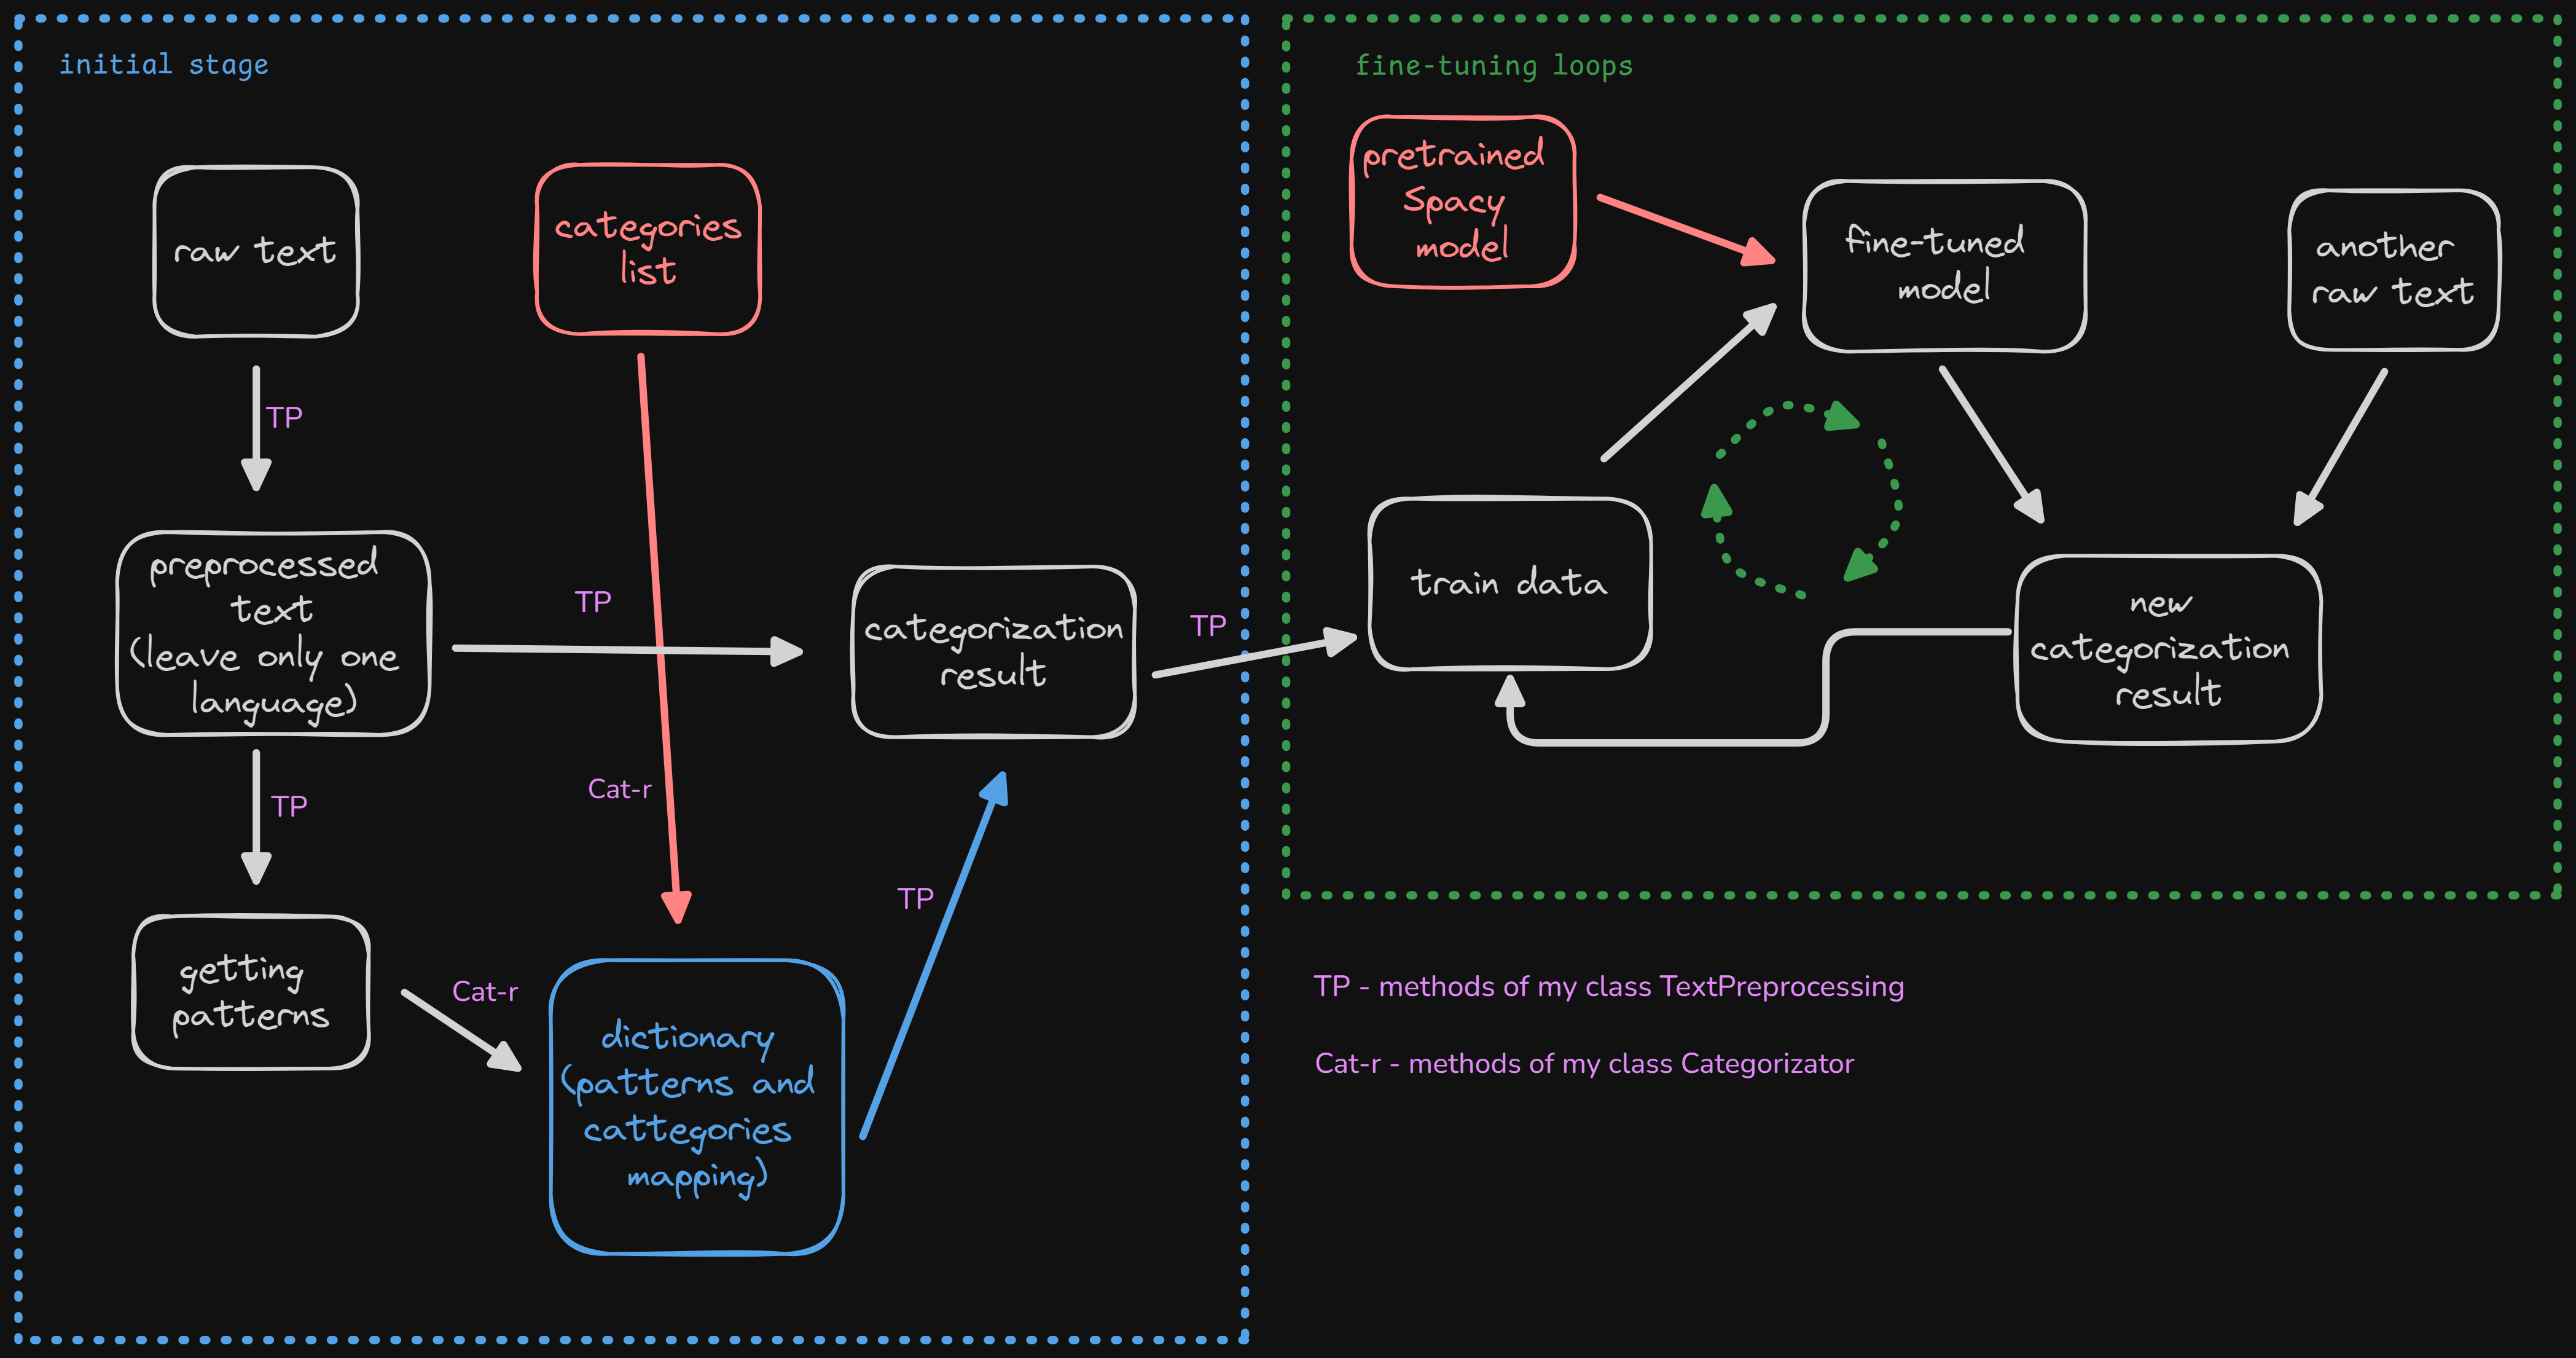 initial stage
raw text
categories
list
TP
preprocessed
text
(leave only one
language)
TP
categorization
result
TP
TP
Cat-r
getting
patterns
Cat-r
TP
dictionary
(patterns and
cattegories
mapping)
fine-tuning loops
pretrained
Spacy
model
fine-tuned
model
another
raw text
train data
new
categorization
result
TP - methods of my class TextPreprocessing
Cat-r - methods of my class Categorizator